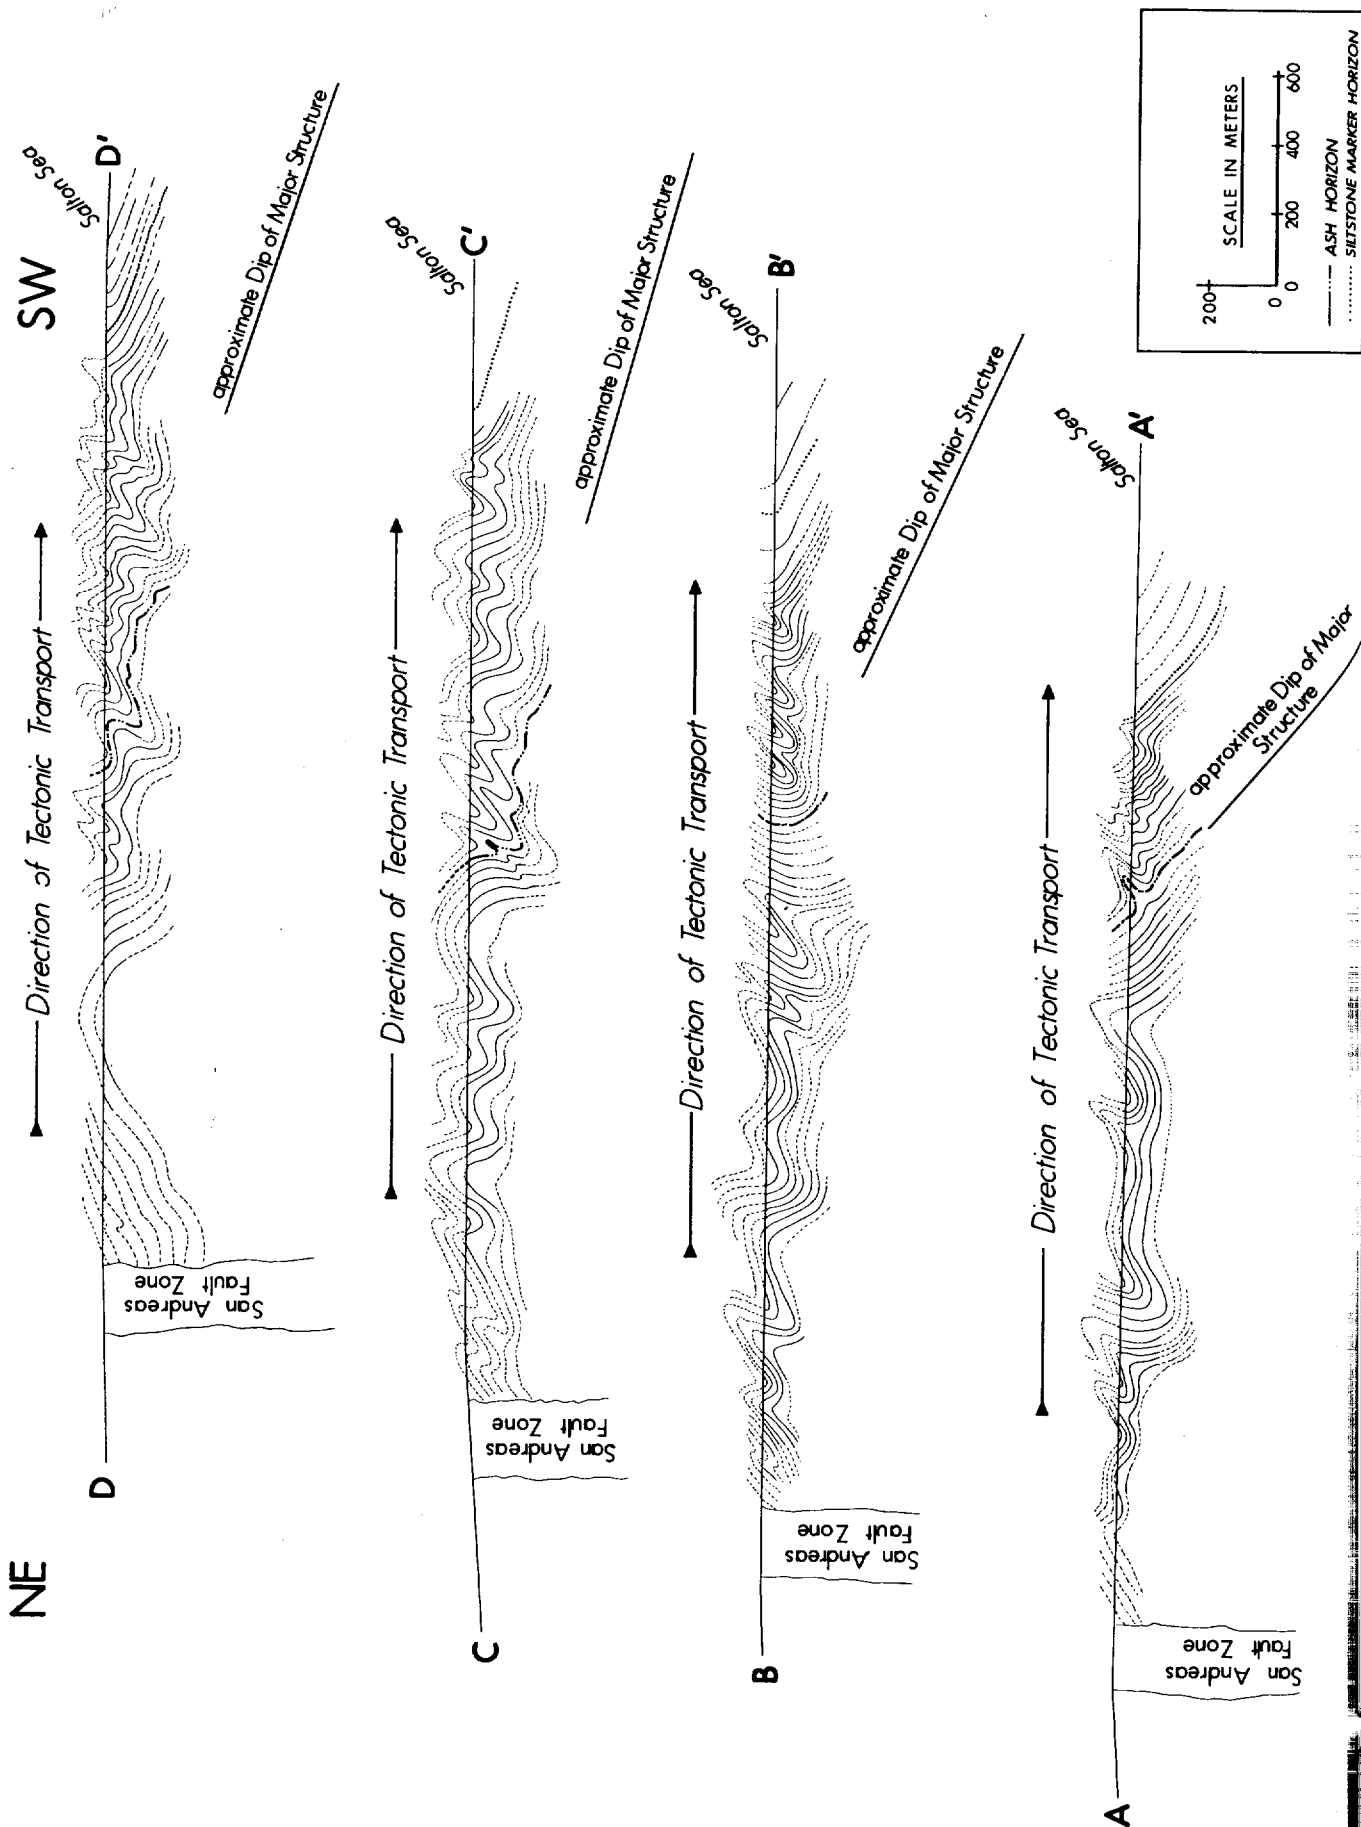 NE
SW
D
D'
Salton Sea
Direction of Tectonic Transport
San Andreas
Fault Zone
approximate Dip of Major Structure
C
C'
Salton Sea
Direction of Tectonic Transport
San Andreas
Fault Zone
approximate Dip of Major Structure
B
B'
Salton Sea
Direction of Tectonic Transport
San Andreas
Fault Zone
approximate Dip of Major Structure
A
A'
Salton Sea
Direction of Tectonic Transport
San Andreas
Fault Zone
approximate Dip of Major
Structure
SCALE IN METERS
200
0
0 200 400 600
ASH HORIZON
SILTSTONE MARKER HORIZON